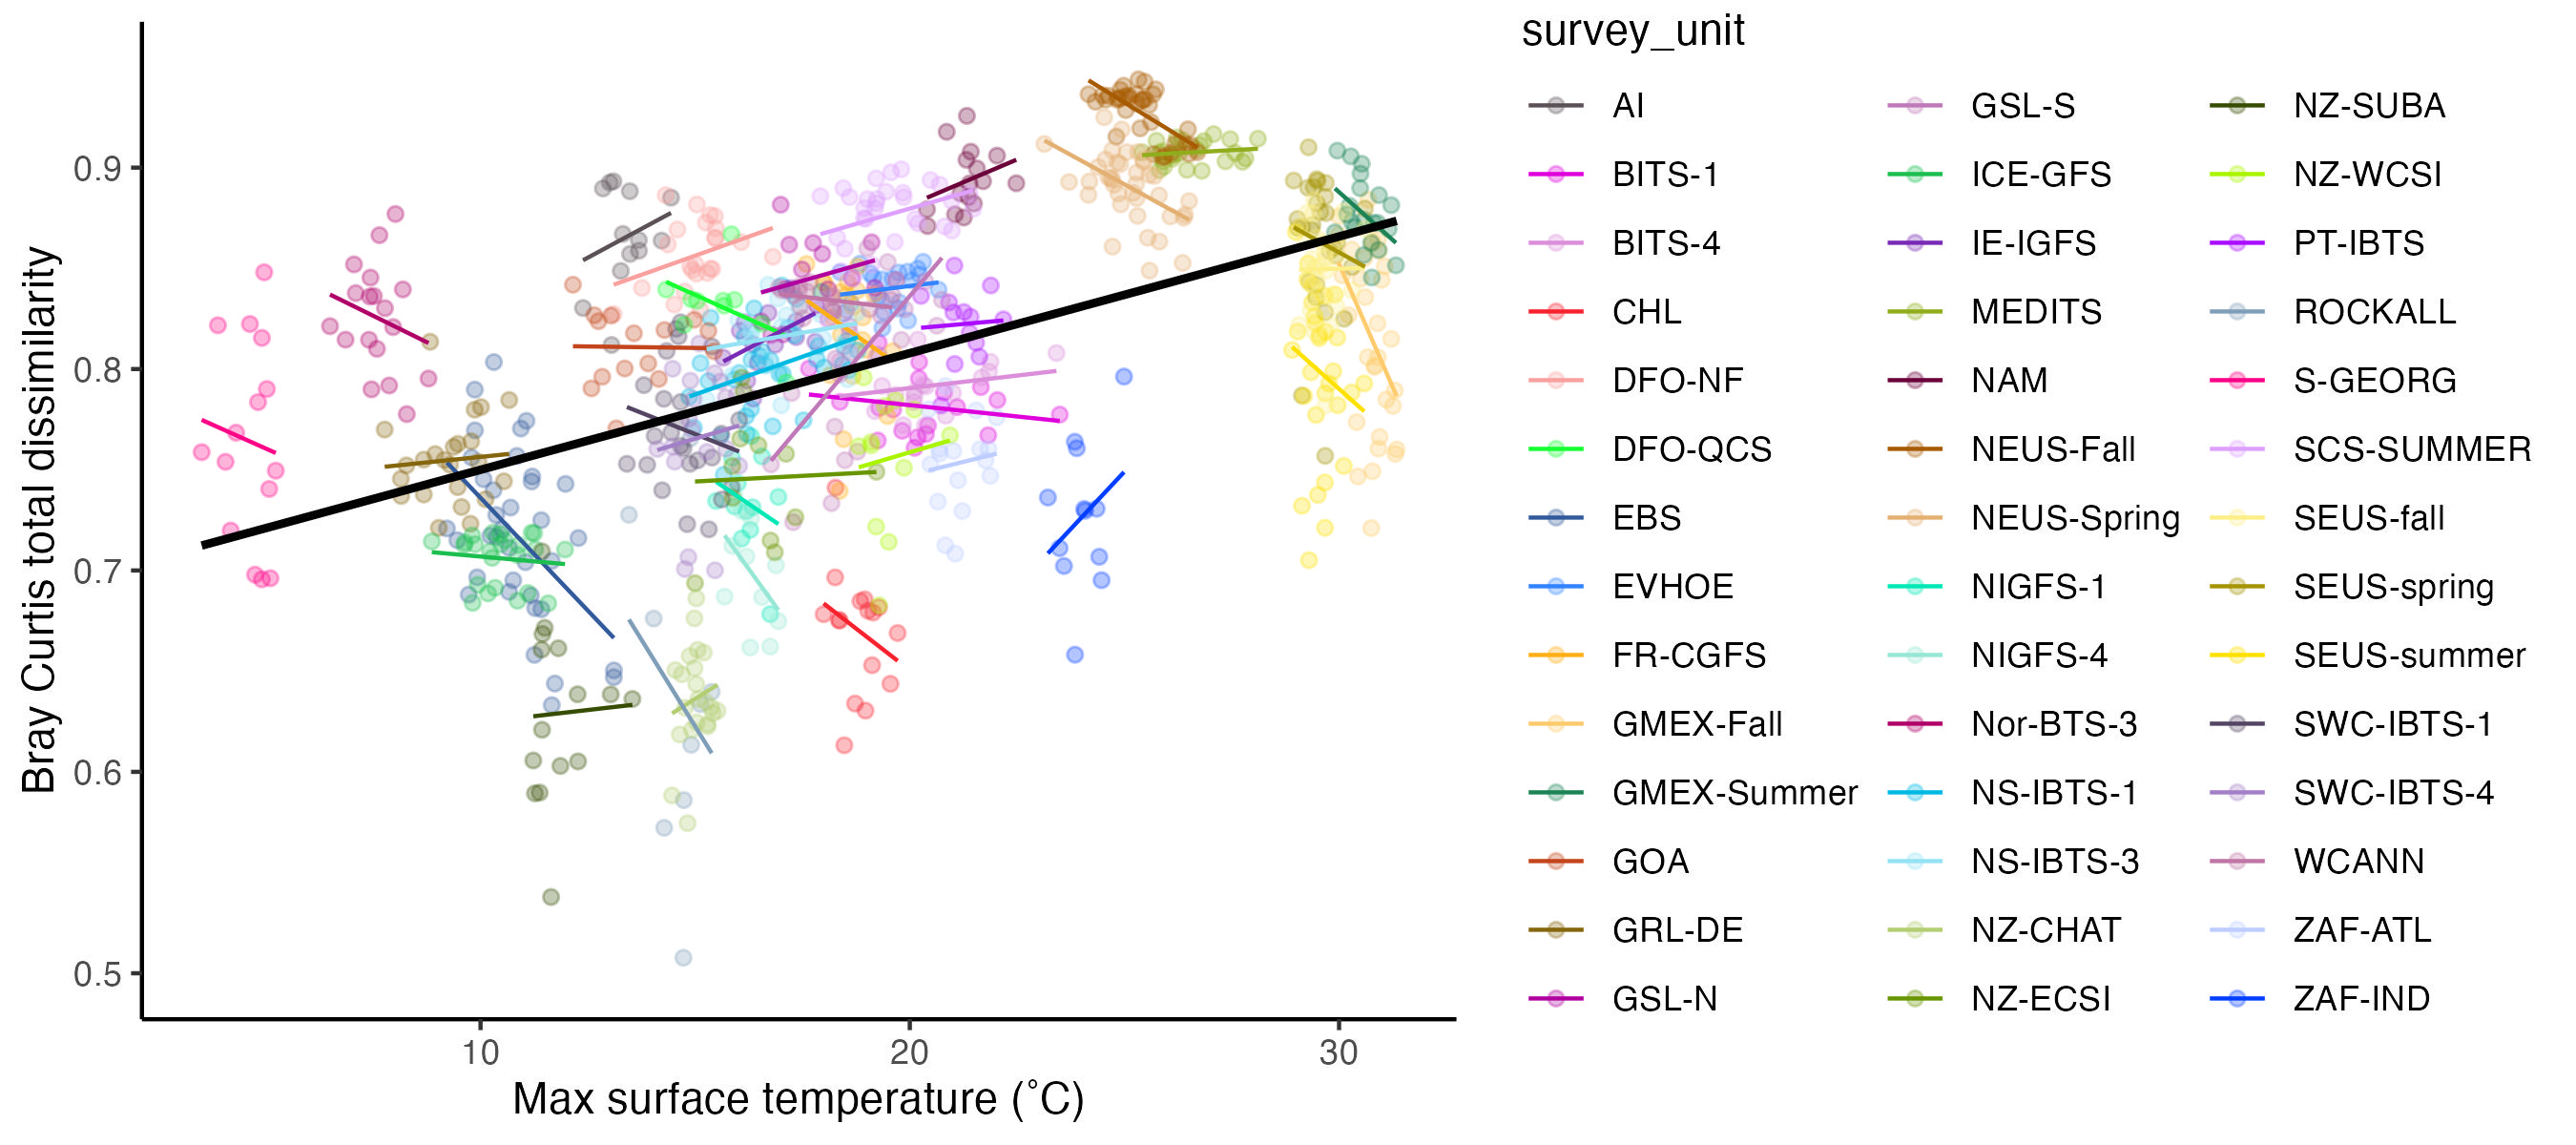 survey_unit
AI
BITS-1
BITS-4
CHL
DFO-NF
DFO-QCS
EBS
EVHOE
FR-CGFS
GMEX-Fall
GMEX-Summer
GOA
GRL-DE
GSL-N
GSL-S
ICE-GFS
IE-IGFS
MEDITS
NAM
NEUS-Fall
NEUS-Spring
NIGFS-1
NIGFS-4
Nor-BTS-3
NS-IBTS-1
NS-IBTS-3
NZ-CHAT
NZ-ECSI
NZ-SUBA
NZ-WCSI
PT-IBTS
ROCKALL
S-GEORG
SCS-SUMMER
SEUS-fall
SEUS-spring
SEUS-summer
SWC-IBTS-1
SWC-IBTS-4
WCANN
ZAF-ATL
ZAF-IND
Bray Curtis total dissimilarity
0.9
0.8
0.7
0.6
0.5
10 20 30
Max surface temperature (˚C)